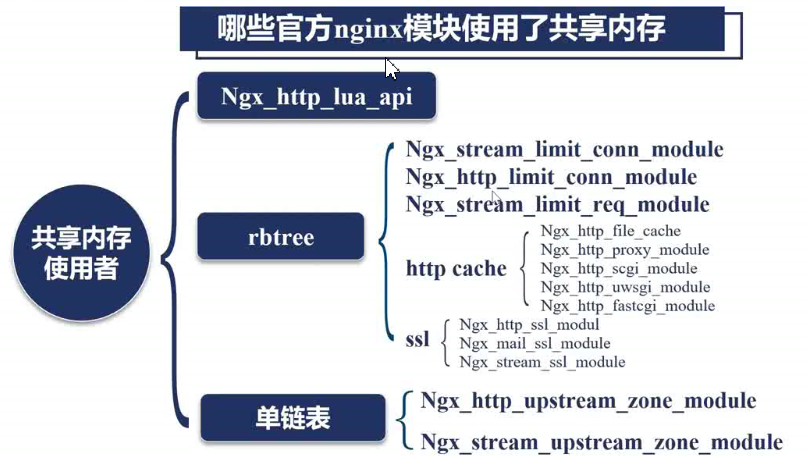 哪些官方nginx模块使用了共享内存
共享内存
使用者
Ngx_http_lua_api
rbtree
Ngx_stream_limit_conn_module
Ngx_http_limit_conn_module
Ngx_stream_limit_req_module
http cache
Ngx_http_file_cache
Ngx_http_proxy_module
Ngx_http_scgi_module
Ngx_http_uwsgi_module
Ngx_http_fastcgi_module
ssl
Ngx_http_ssl_modul
Ngx_mail_ssl_module
Ngx_stream_ssl_module
单链表
Ngx_http_upstream_zone_module
Ngx_stream_upstream_zone_module